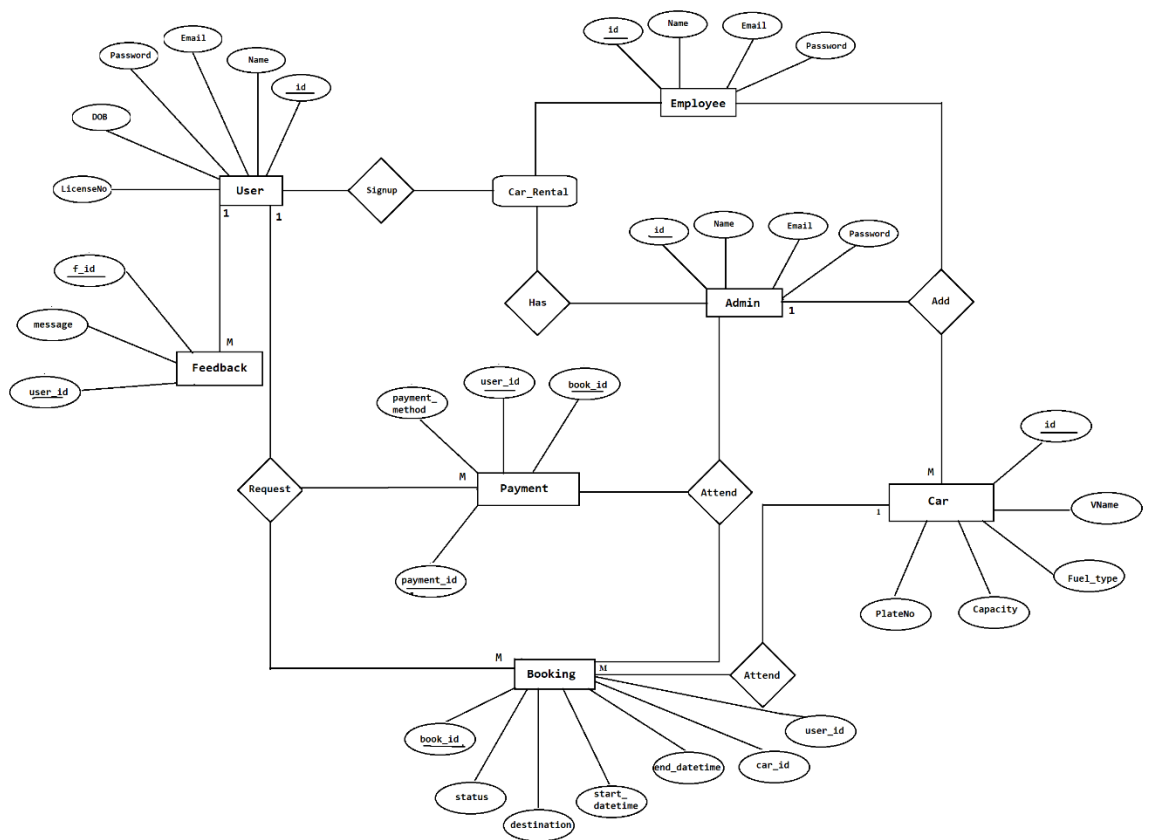 Email
Name
Password
id
DOB
LicenseNo
User
1
1
Signup
Car_Rental
id
Name
Email
Password
Employee
f_id
message
user_id
M
Feedback
Has
id
Name
Email
Password
Admin
1
Add
payment_
method
user_id
book_id
Request
M
Payment
Attend
payment_id
M
1
Car
id
VName
Fuel_type
Capacity
PlateNo
M
Booking
M
Attend
book_id
status
destination
start_
datetime
end_datetime
car_id
user_id